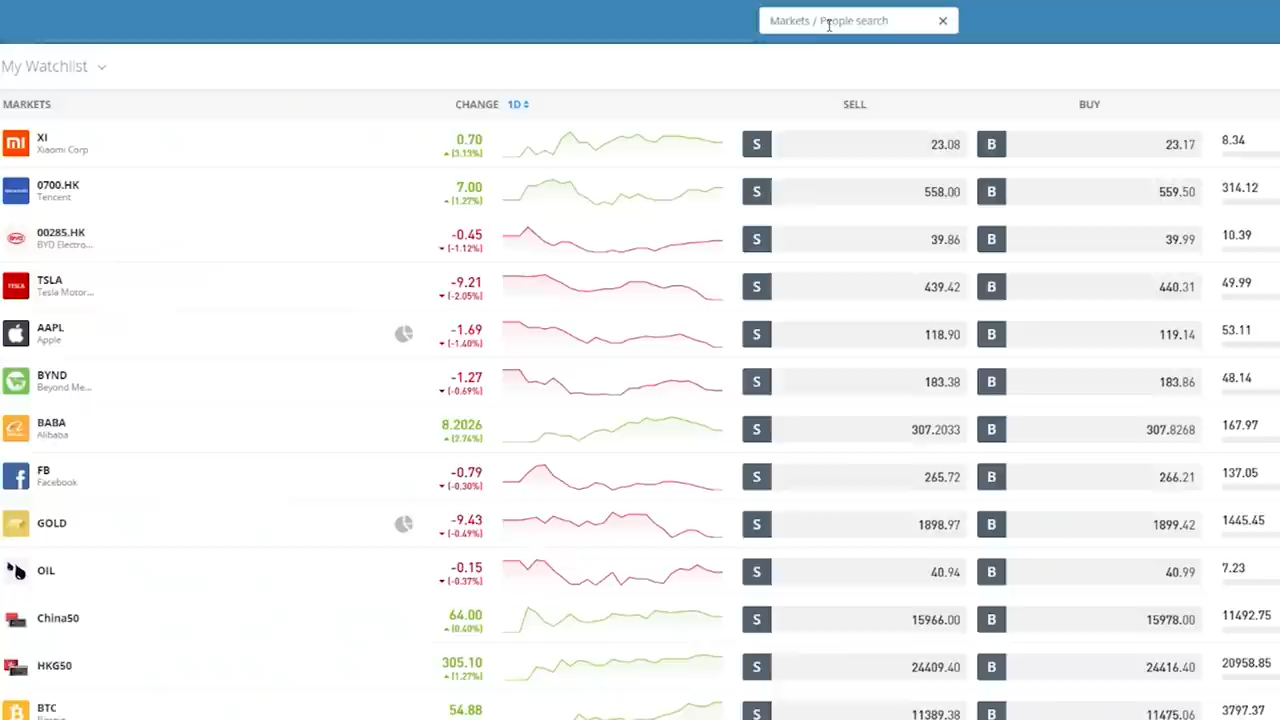 Markets / People search ×
My Watchlist
MARKETS CHANGE 1D SELL BUY
XI Xiaomi Corp 0.70 (3.13%) S 23.08 B 23.17 8.34
0700.HK Tencent 7.00 (1.27%) S 558.00 B 559.50 314.12
00285.HK BYD Electro... -0.45 (-1.12%) S 39.86 B 39.99 10.39
TSLA Tesla Motor... -9.21 (-2.05%) S 439.42 B 440.31 49.99
AAPL Apple -1.69 (-1.40%) S 118.90 B 119.14 53.11
BYND Beyond Me... -1.27 (-0.69%) S 183.38 B 183.86 48.14
BABA Alibaba 8.2026 (2.74%) S 307.2033 B 307.8268 167.97
FB Facebook -0.79 (-0.30%) S 265.72 B 266.21 137.05
GOLD -9.43 (-0.49%) S 1898.97 B 1899.42 1445.45
OIL -0.15 (-0.37%) S 40.94 B 40.99 7.23
China50 64.00 (0.40%) S 15966.00 B 15978.00 11492.75
HKG50 305.10 (1.27%) S 24409.40 B 24416.40 20958.85
BTC 54.88 S 11389.38 B 11475.06 3797.37